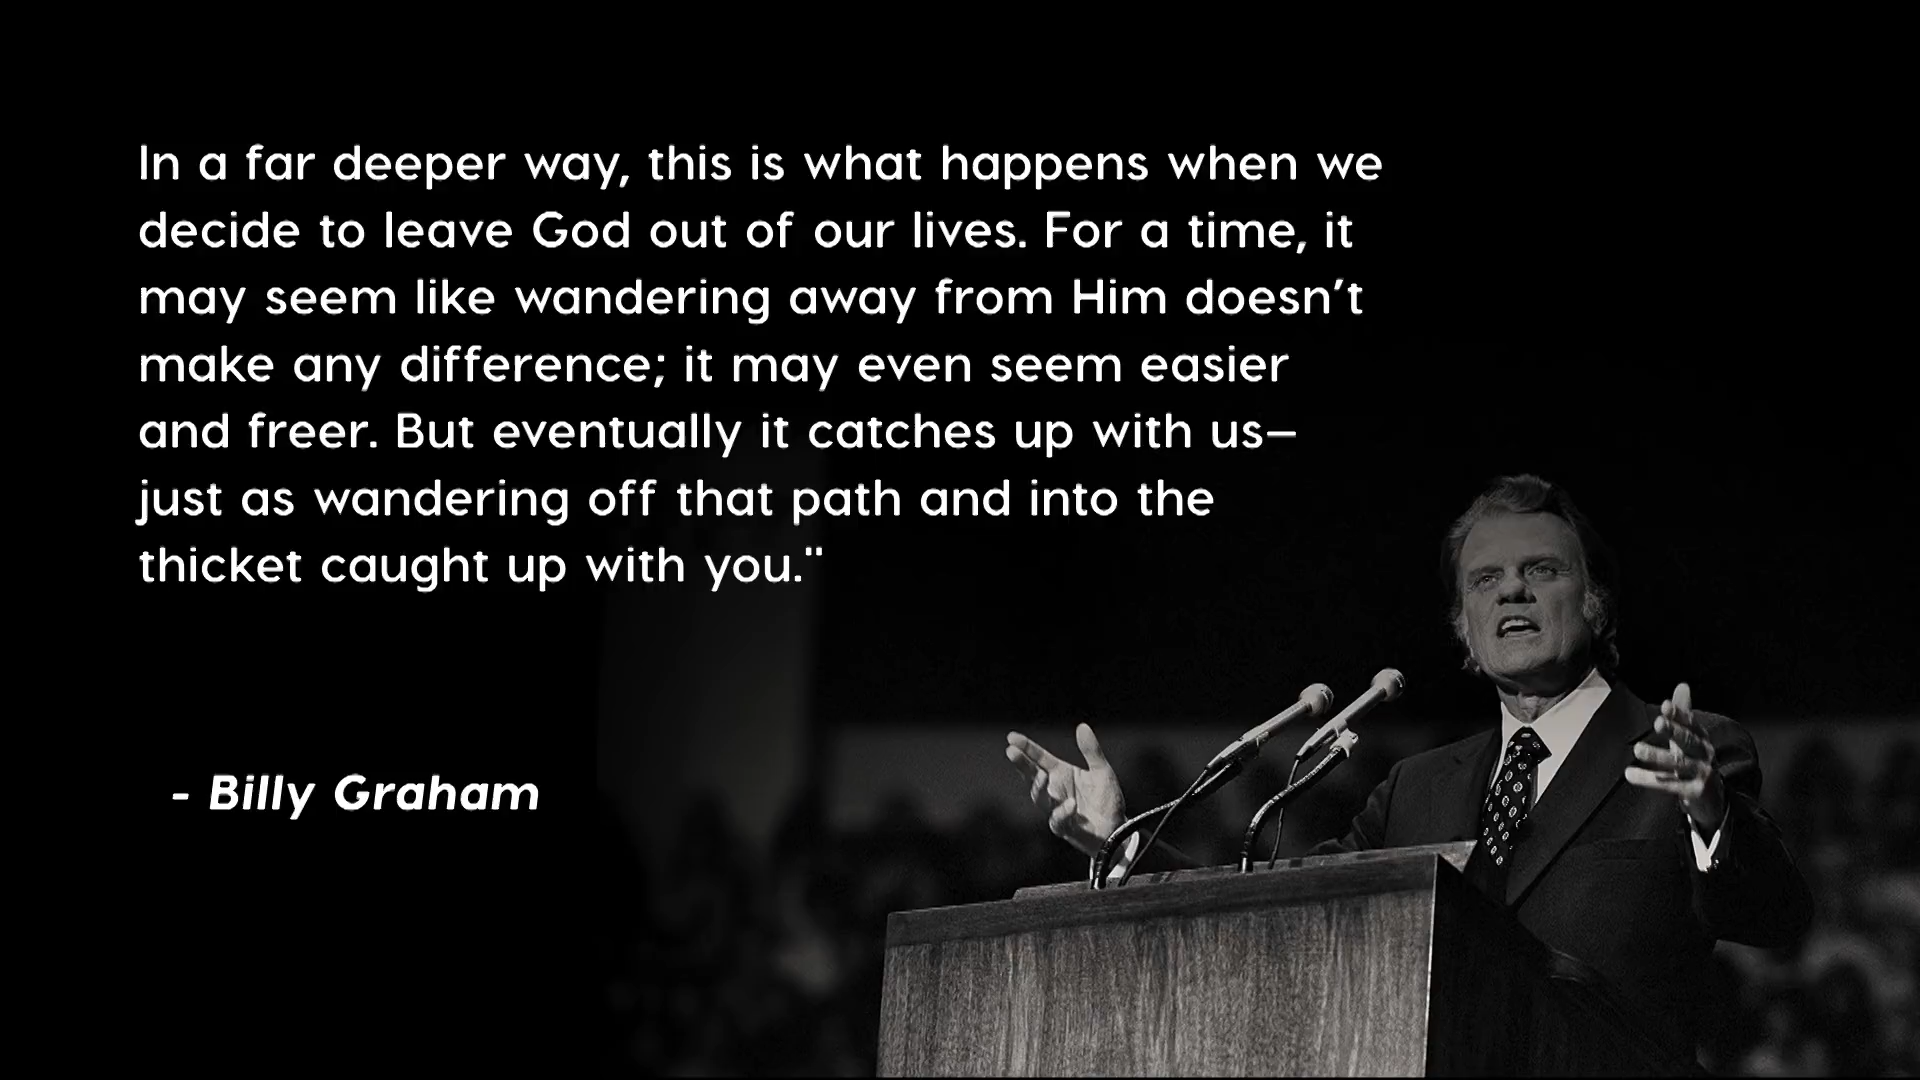 In a far deeper way, this is what happens when we
decide to leave God out of our lives. For a time, it
may seem like wandering away from Him doesn’t
make any difference; it may even seem easier
and freer. But eventually it catches up with us—
just as wandering off that path and into the
thicket caught up with you."
- Billy Graham